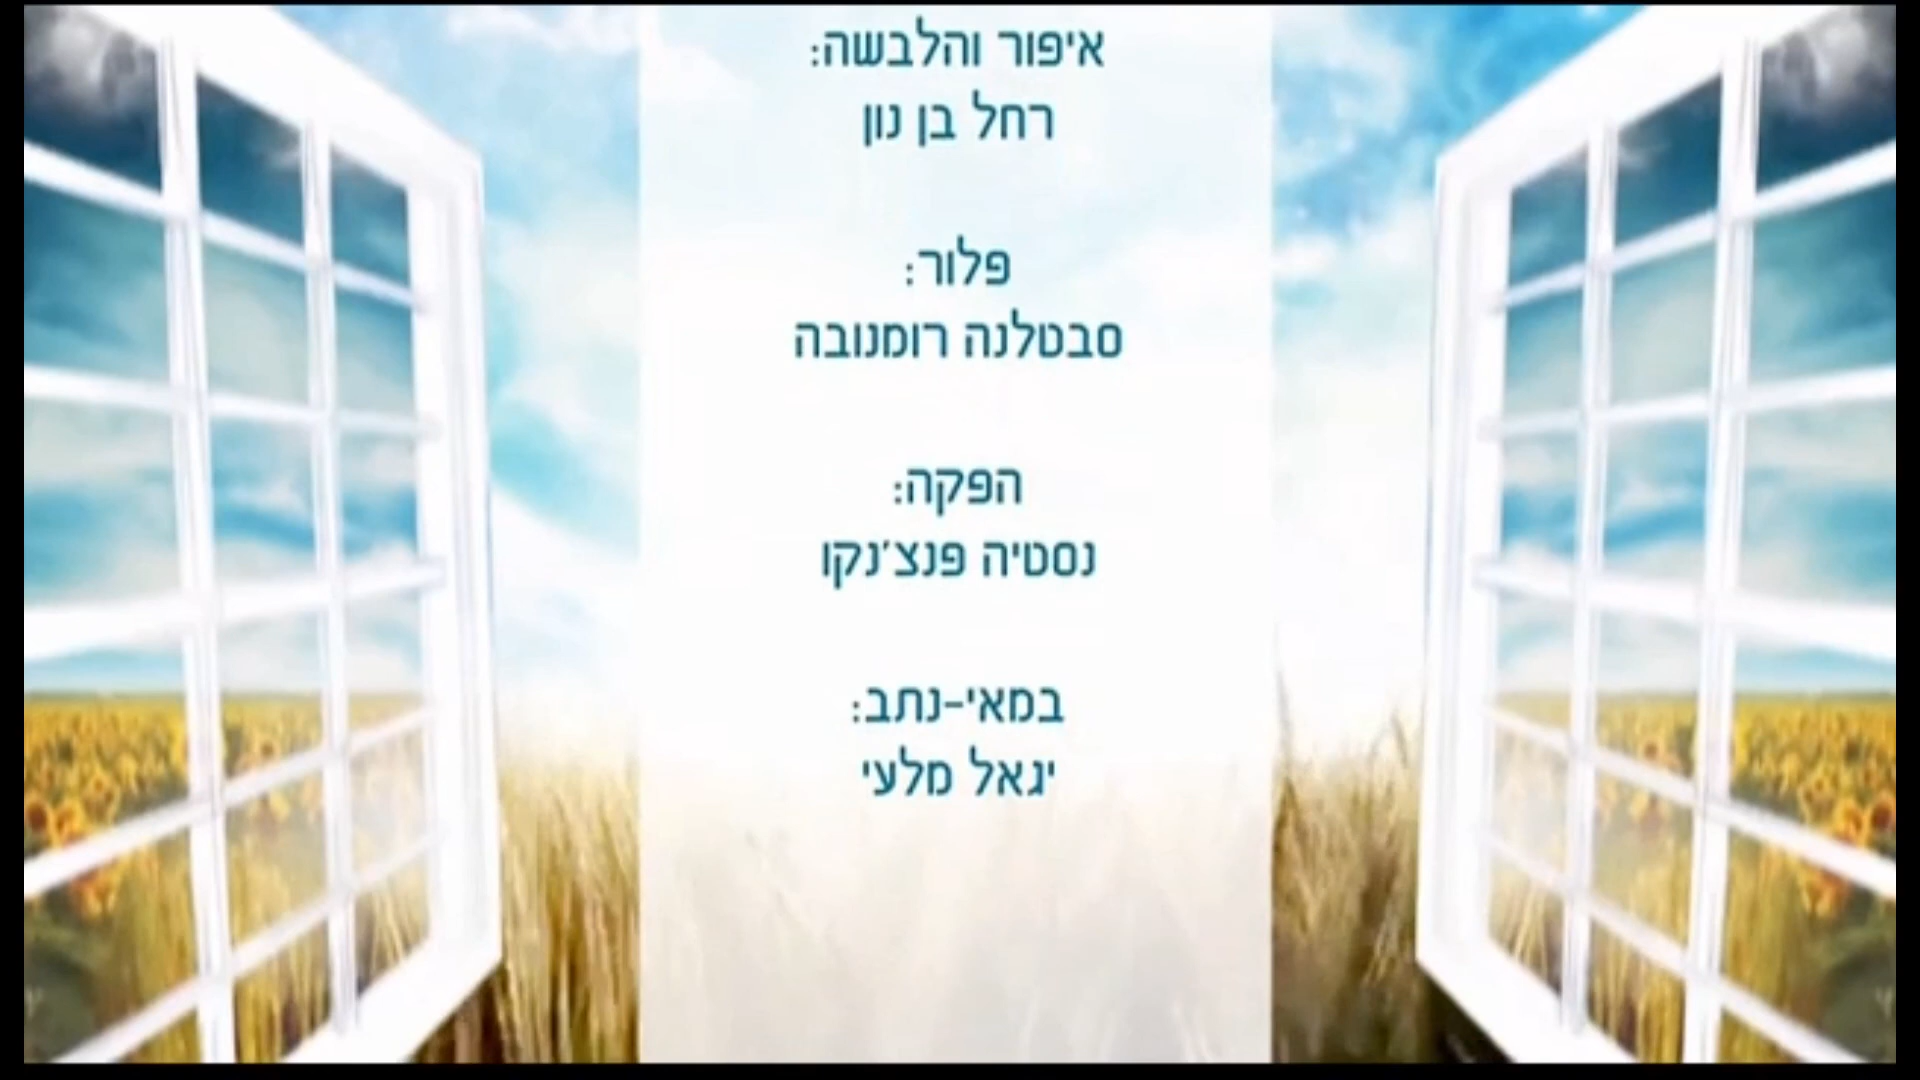 איפור והלבשה:
רחל בן נון
פלור:
סבטלנה רומנובה
הפקה:
נסטיה פנצ'נקו
במאי-נתב:
יגאל מלעי